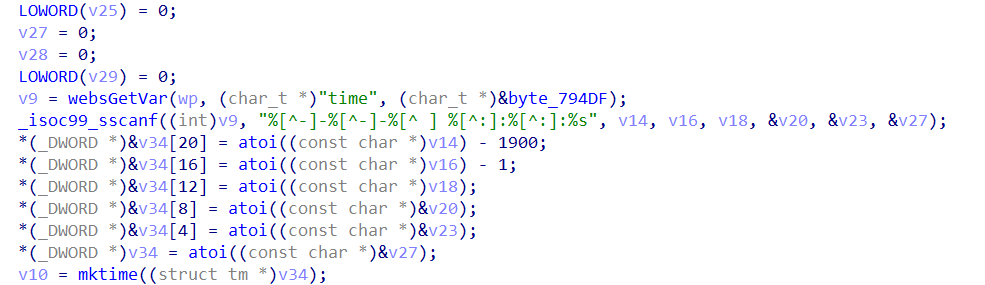 LOWORD(v25) = 0;
v27 = 0;
v28 = 0;
LOWORD(v29) = 0;
v9 = websGetVar(wp, (char_t *)"time", (char_t *)&byte_794DF);
_isoc99_sscanf((int)v9, "%[^-]-%[^-]-%[^ ] %[^:]:%[^:]:%s", v14, v16, v18, &v20, &v23, &v27);
*(_DWORD *)&v34[20] = atoi((const char *)v14) - 1900;
*(_DWORD *)&v34[16] = atoi((const char *)v16) - 1;
*(_DWORD *)&v34[12] = atoi((const char *)v18);
*(_DWORD *)&v34[8] = atoi((const char *)&v20);
*(_DWORD *)&v34[4] = atoi((const char *)&v23);
*(_DWORD *)v34 = atoi((const char *)&v27);
v10 = mktime((struct tm *)v34);